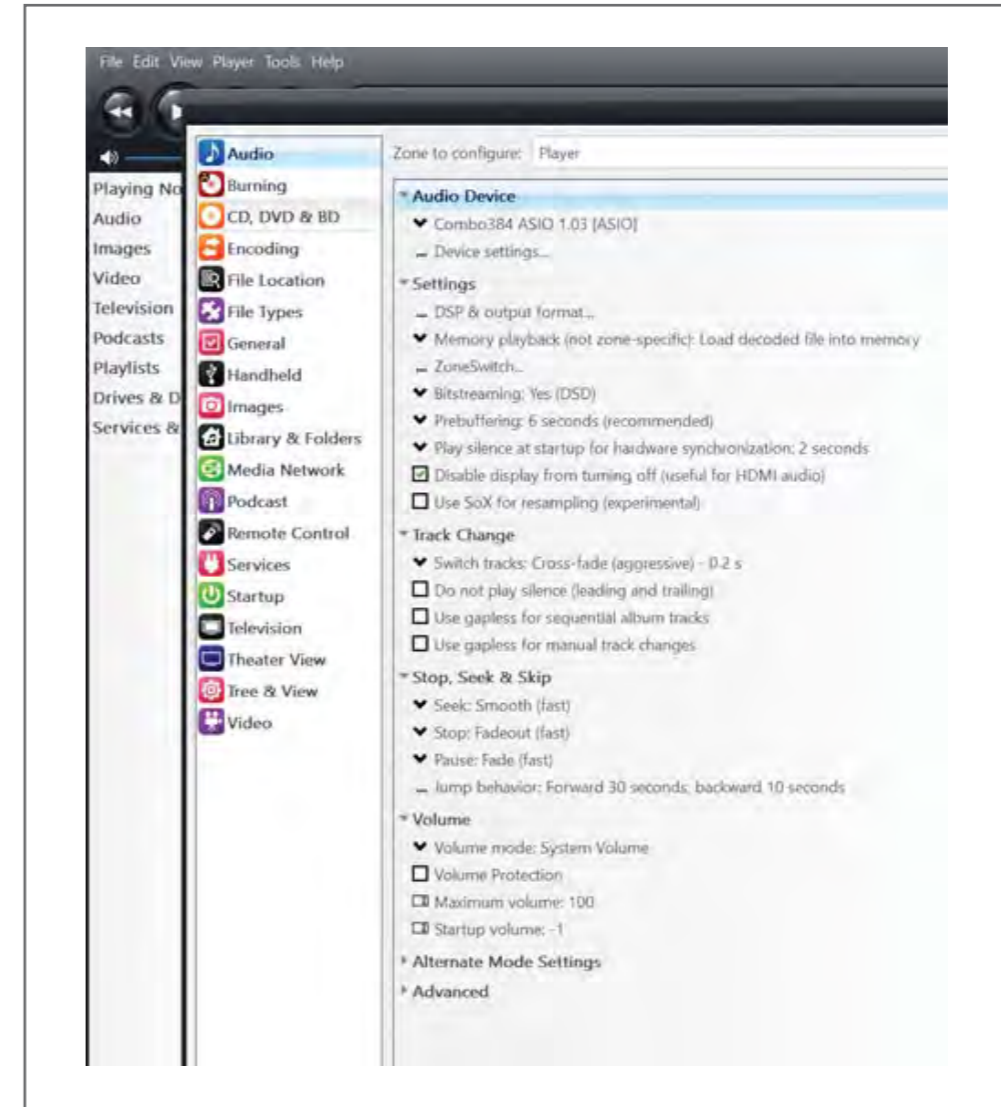 File Edit View Player Tools Help
Playing No
Audio
Images
Video
Television
Podcasts
Playlists
Drives & D
Services &
Audio
Burning
CD, DVD & BD
Encoding
File Location
File Types
General
Handheld
Images
Library & Folders
Media Network
Podcast
Remote Control
Services
Startup
Television
Theater View
Tree & View
Video
Zone to configure: Player
Audio Device
Combo384 ASIO 1.03 [ASIO]
Device settings...
Settings
DSP & output format...
Memory playback (not zone-specific): Load decoded file into memory
ZoneSwitch...
Bitstreaming: Yes (DSD)
Prebuffering: 6 seconds (recommended)
Play silence at startup for hardware synchronization: 2 seconds
Disable display from turning off (useful for HDMI audio)
Use SoX for resampling (experimental)
Track Change
Switch tracks: Cross-fade (aggressive) - 0.2 s
Do not play silence (leading and trailing)
Use gapless for sequential album tracks
Use gapless for manual track changes
Stop, Seek & Skip
Seek: Smooth (fast)
Stop: Fadeout (fast)
Pause: Fade (fast)
Jump behavior: Forward 30 seconds; backward 10 seconds
Volume
Volume mode: System Volume
Volume Protection
Maximum volume: 100
Startup volume: -1
Alternate Mode Settings
Advanced